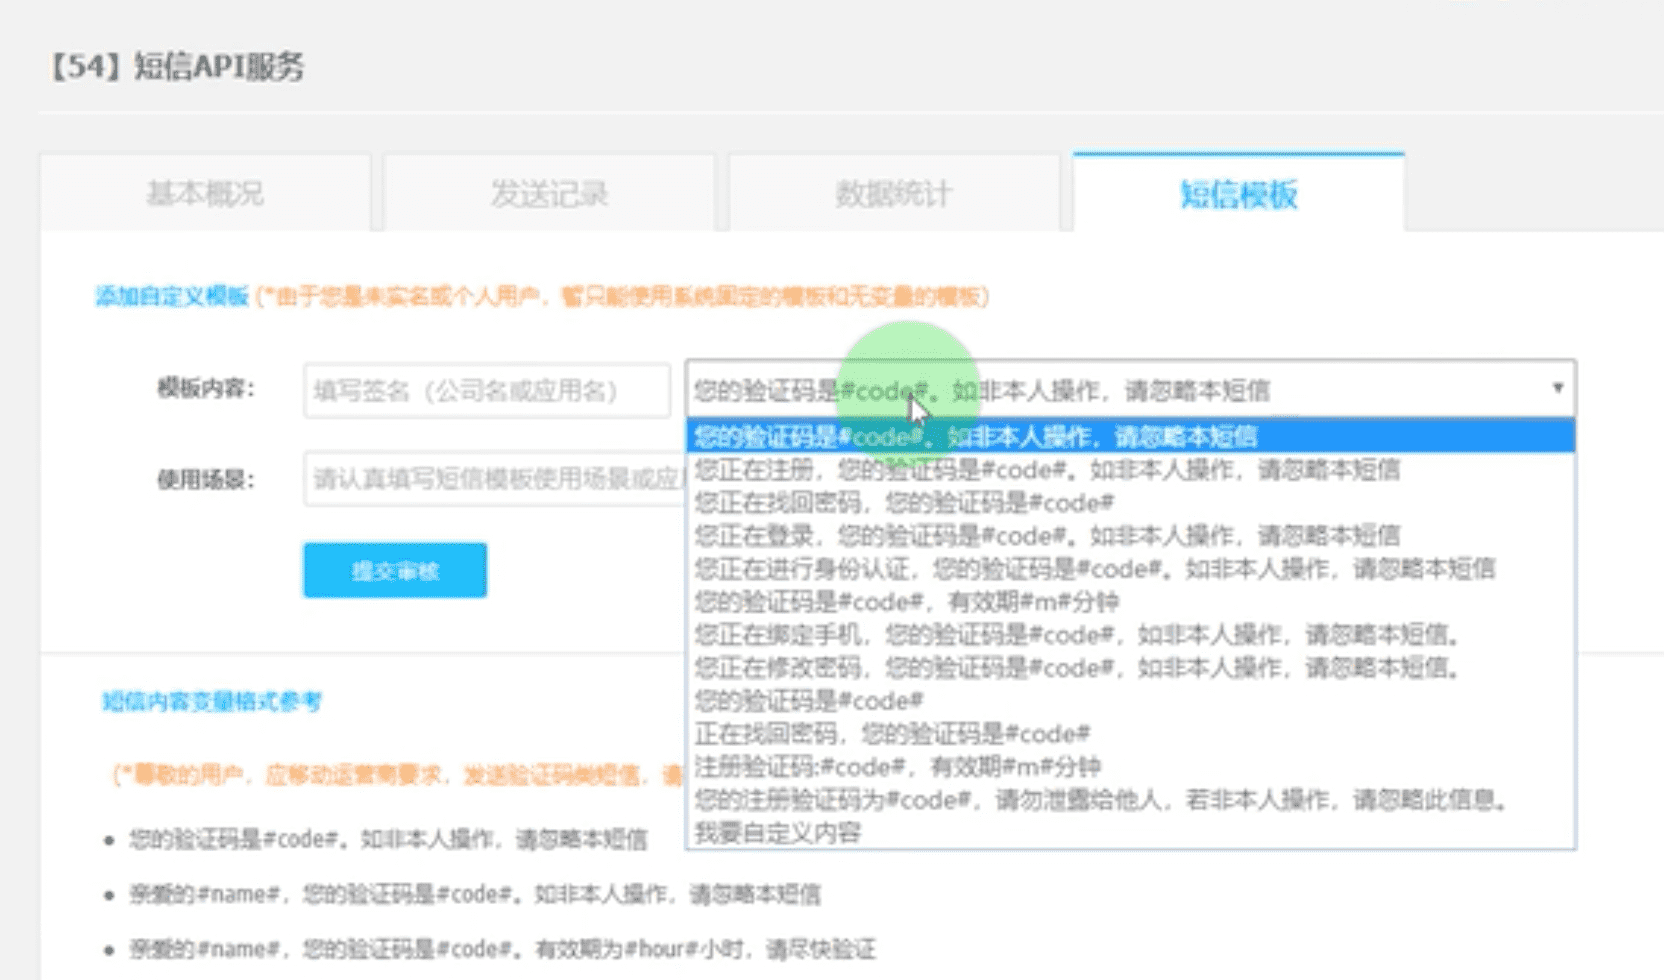 【54】短信API服务
基本概况
发送记录
数据统计
短信模板
添加自定义模板 (*由于您是未实名或个人用户，暂只能使用系统固定的模板和无变量的模板)
模板内容：
填写签名（公司名或应用名）
您的验证码是#code#。如非本人操作，请忽略本短信
您的验证码是#code#。如非本人操作，请忽略本短信
您正在注册，您的验证码是#code#。如非本人操作，请忽略本短信
使用场景：
请认真填写短信模板使用场景或应
您正在找回密码，您的验证码是#code#
您正在登录，您的验证码是#code#。如非本人操作，请忽略本短信
您正在进行身份认证，您的验证码是#code#。如非本人操作，请忽略本短信
提交审核
您的验证码是#code#，有效期#m#分钟
您正在绑定手机，您的验证码是#code#，如非本人操作，请忽略本短信。
您正在修改密码，您的验证码是#code#，如非本人操作，请忽略本短信。
您的验证码是#code#
正在找回密码，您的验证码是#code#
注册验证码:#code#，有效期#m#分钟
您的注册验证码为#code#，请勿泄露给他人，若非本人操作，请忽略此信息。
我要自定义内容
短信内容变量格式参考
(*尊敬的用户，应移动运营商要求，发送验证码类短信，请
您的验证码是#code#。如非本人操作，请忽略本短信
亲爱的#name#，您的验证码是#code#。如非本人操作，请忽略本短信
亲爱的#name#，您的验证码是#code#。有效期为#hour#小时，请尽快验证